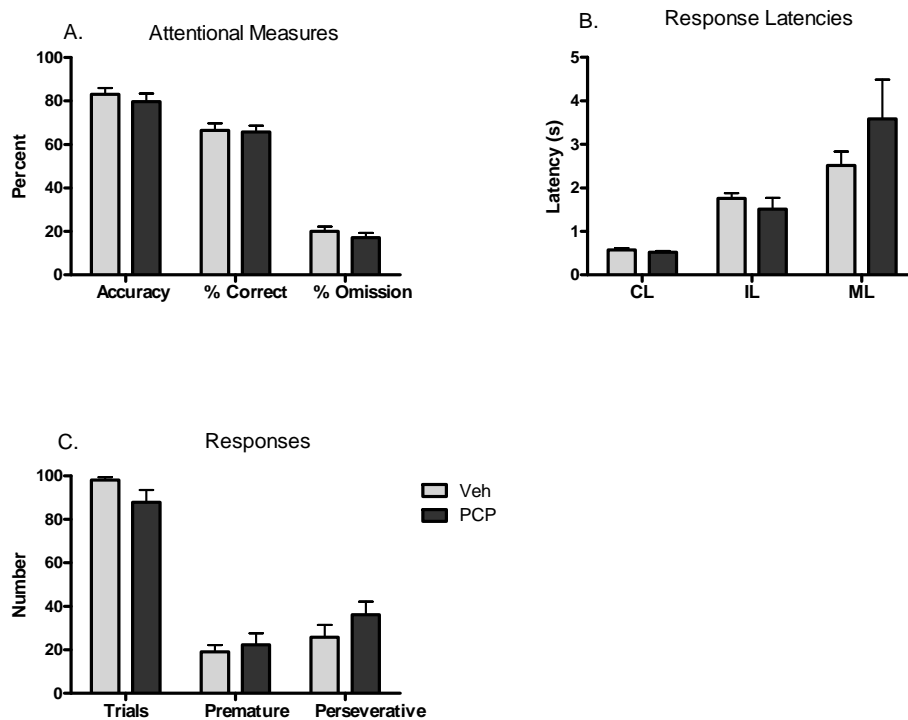 A. Attentional Measures
100
80
60
40
20
0
Percent
Accuracy % Correct % Omission
B. Response Latencies
5
4
3
2
1
0
Latency (s)
CL IL ML
C. Responses
100
80
60
40
20
0
Number
Trials Premature Perseverative
Veh
PCP